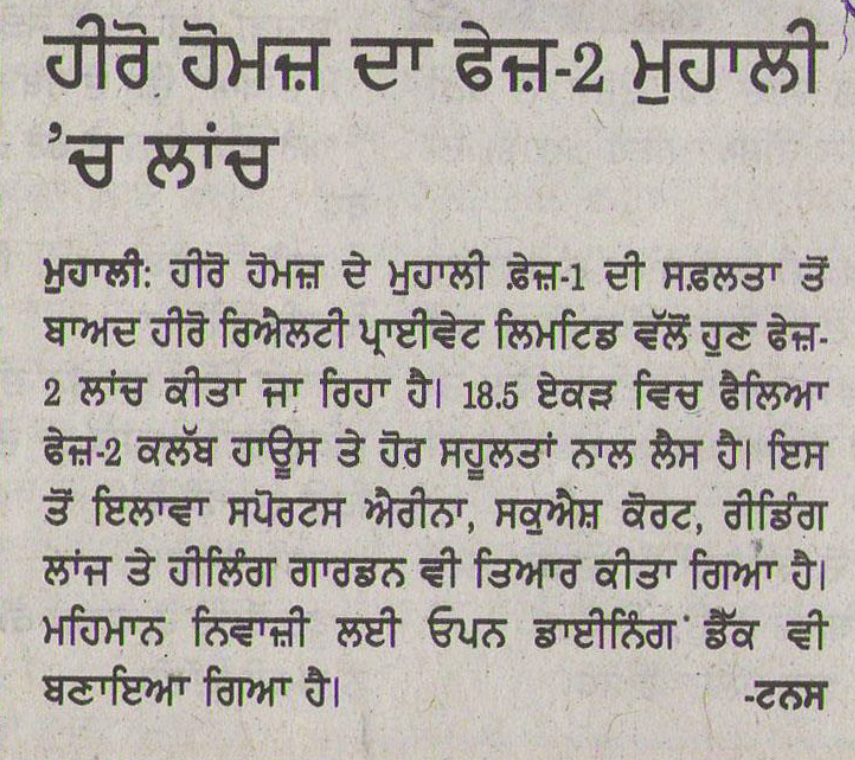 ਹੀਰੋ ਹੋਮਜ਼ ਦਾ ਫੇਜ਼-2 ਮੁਹਾਲੀ
’ਚ ਲਾਂਚ
ਮੁਹਾਲੀ: ਹੀਰੋ ਹੋਮਜ਼ ਦੇ ਮੁਹਾਲੀ ਫ਼ੇਜ਼-1 ਦੀ ਸਫ਼ਲਤਾ ਤੋਂ
ਬਾਅਦ ਹੀਰੋ ਰਿਐਲਟੀ ਪ੍ਰਾਈਵੇਟ ਲਿਮਟਿਡ ਵੱਲੋਂ ਹੁਣ ਫੇਜ਼-
2 ਲਾਂਚ ਕੀਤਾ ਜਾ ਰਿਹਾ ਹੈ। 18.5 ਏਕੜ ਵਿਚ ਫੈਲਿਆ
ਫੇਜ਼-2 ਕਲੱਬ ਹਾਊਸ ਤੇ ਹੋਰ ਸਹੂਲਤਾਂ ਨਾਲ ਲੈਸ ਹੈ। ਇਸ
ਤੋਂ ਇਲਾਵਾ ਸਪੋਰਟਸ ਐਰੀਨਾ, ਸਕੁਐਸ਼ ਕੋਰਟ, ਰੀਡਿੰਗ
ਲਾਂਜ ਤੇ ਹੀਲਿੰਗ ਗਾਰਡਨ ਵੀ ਤਿਆਰ ਕੀਤਾ ਗਿਆ ਹੈ।
ਮਹਿਮਾਨ ਨਿਵਾਜ਼ੀ ਲਈ ਓਪਨ ਡਾਈਨਿੰਗ ਡੈੱਕ ਵੀ
ਬਣਾਇਆ ਗਿਆ ਹੈ। -ਟਨਸ